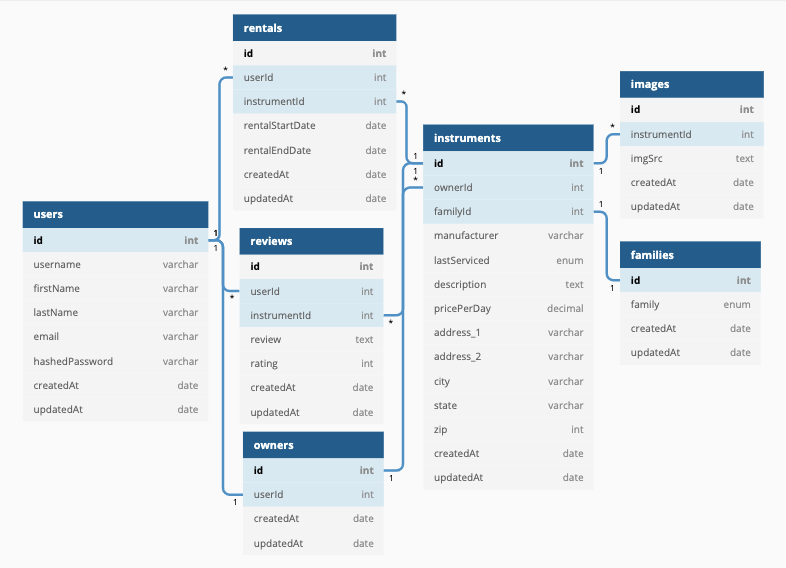 rentals
id int
userId int
instrumentId int
rentalStartDate date
rentalEndDate date
createdAt date
updatedAt date
*
*
users
id int
username varchar
firstName varchar
lastName varchar
email varchar
hashedPassword varchar
createdAt date
updatedAt date
1
1
reviews
id int
userId int
instrumentId int
review text
rating int
createdAt date
updatedAt date
*
*
owners
id int
userId int
createdAt date
updatedAt date
1
1
instruments
id int
ownerId int
familyId int
manufacturer varchar
lastServiced enum
description text
pricePerDay decimal
address_1 varchar
address_2 varchar
city varchar
state varchar
zip int
createdAt date
updatedAt date
1
1
*
1
1
images
id int
instrumentId int
imgSrc text
createdAt date
updatedAt date
*
families
id int
family enum
createdAt date
updatedAt date
1